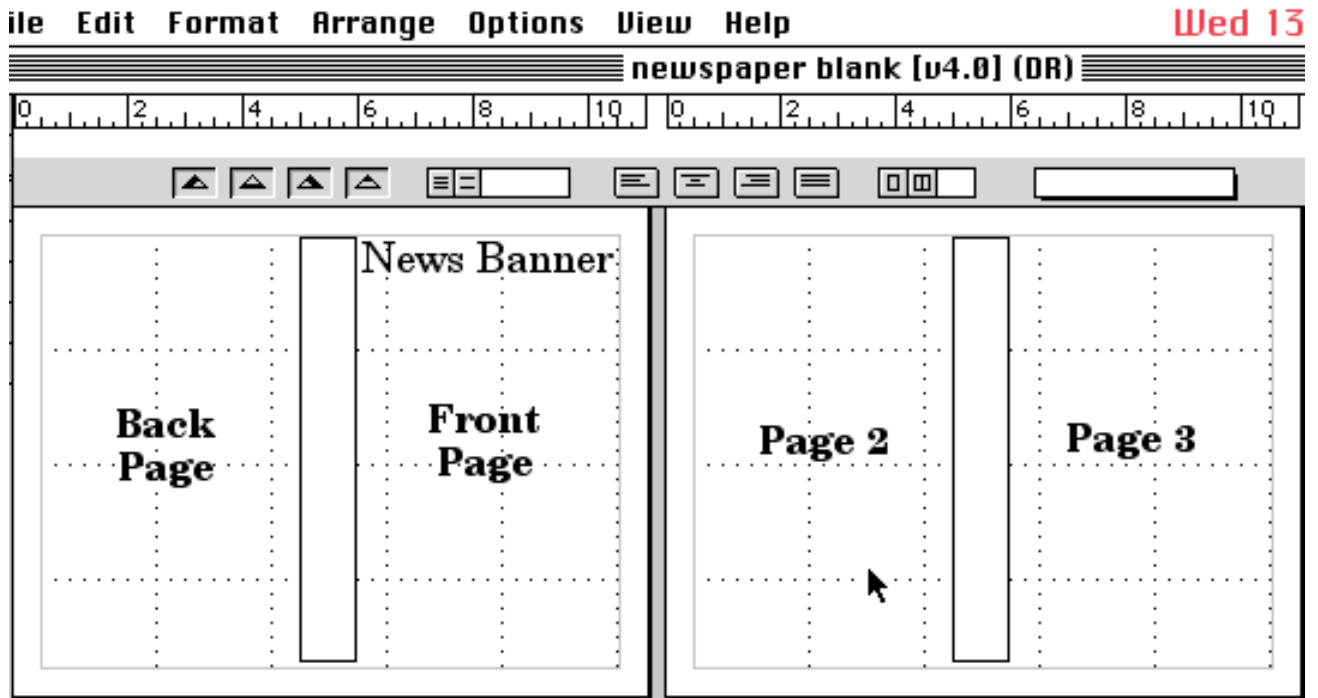 ile Edit Format Arrange Options View Help Wed 13
newspaper blank [v4.0] (DR)
0 2 4 6 8 10 0 2 4 6 8 10
News Banner
Back
Page
Front
Page
Page 2
Page 3